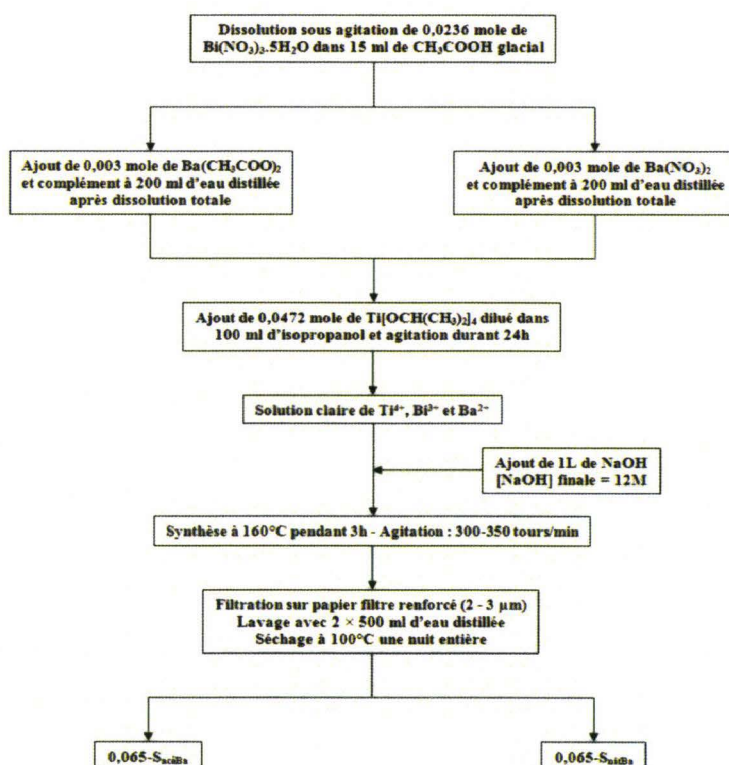 Dissolution sous agitation de 0,0236 mole de
Bi(NO₃)₃.5H₂O dans 15 ml de CH₃COOH glacial
Ajout de 0,003 mole de Ba(CH₃COO)₂
et complément à 200 ml d'eau distillée
après dissolution totale
Ajout de 0,003 mole de Ba(NO₃)₂
et complément à 200 ml d'eau distillée
après dissolution totale
Ajout de 0,0472 mole de Ti[OCH(CH₃)₂]₄ dilué dans
100 ml d'isopropanol et agitation durant 24h
Solution claire de Ti⁴⁺, Bi³⁺ et Ba²⁺
Ajout de 1L de NaOH
[NaOH] finale = 12M
Synthèse à 160°C pendant 3h - Agitation : 300-350 tours/min
Filtration sur papier filtre renforcé (2 - 3 µm)
Lavage avec 2 × 500 ml d'eau distillée
Séchage à 100°C une nuit entière
0,065-S
0,065-S